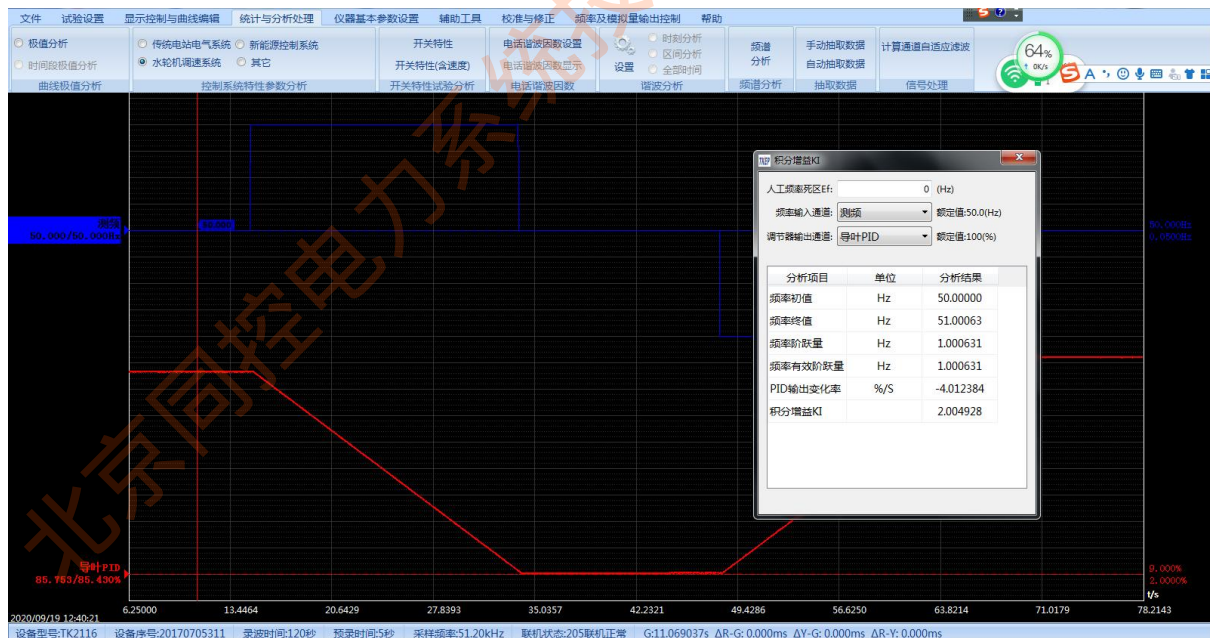 文件 试验设置 显示控制与曲线编辑 统计与分析处理 仪器基本参数设置 辅助工具 校准与修正 频率及模拟量输出控制 帮助
极值分析 传统电站电气系统 新能源控制系统 开关特性 电话谐波因数设置 时刻分析 频谱 手动抽取数据 计算通道自适应滤波
区间分析 分析
时间段极值分析 水轮机调速系统 其它 开关特性(含速度) 电话谐波因数显示 设置 全部时间 自动抽取数据
曲线极值分析 控制系统特性参数分析 开关特性试验分析 电话谐波因数 谐波分析 频谱分析 抽取数据 信号处理
64%
0K/s
测频
50.000/50.000Hz
50.000Hz
0.0500Hz
TKEP 积分增益KI
人工频率死区Ef: 0 (Hz)
频率输入通道: 测频 额定值:50.0(Hz)
调节器输出通道: 导叶PID 额定值:100(%)
分析项目 单位 分析结果
频率初值 Hz 50.00000
频率终值 Hz 51.00063
频率阶跃量 Hz 1.000631
频率有效阶跃量 Hz 1.000631
PID输出变化率 %/S -4.012384
积分增益KI 2.004928
导叶PID
85.753/85.430%
9.000%
2.0000%
t/s
6.25000 13.4464 20.6429 27.8393 35.0357 42.2321 49.4286 56.6250 63.8214 71.0179 78.2143
2020/09/19 12:40:21
设备型号:TK2116 设备序号:20170705311 录波时间:120秒 预录时间:5秒 采样频率:51.20kHz 联机状态:205联机正常 G:11.069037s ΔR-G: 0.000ms ΔY-G: 0.000ms ΔR-Y: 0.000ms
北京同控电力系统控